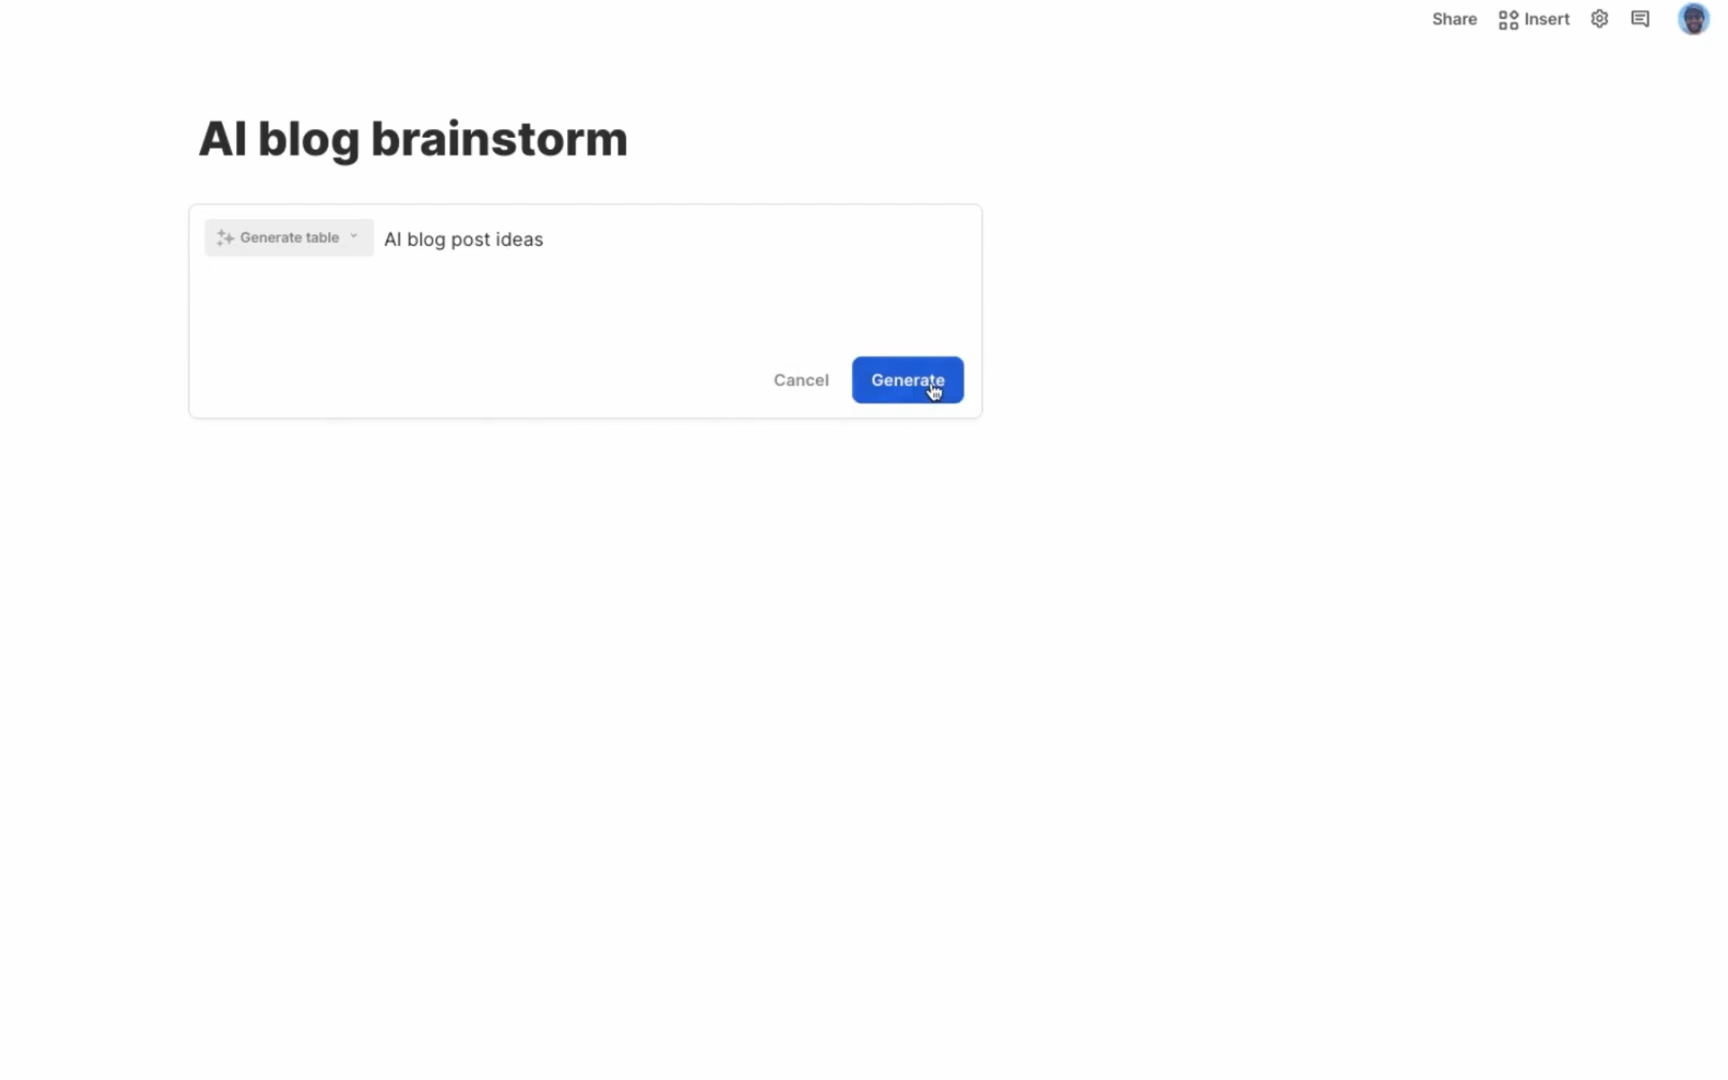 Share Insert
AI blog brainstorm
Generate table AI blog post ideas
Cancel Generate